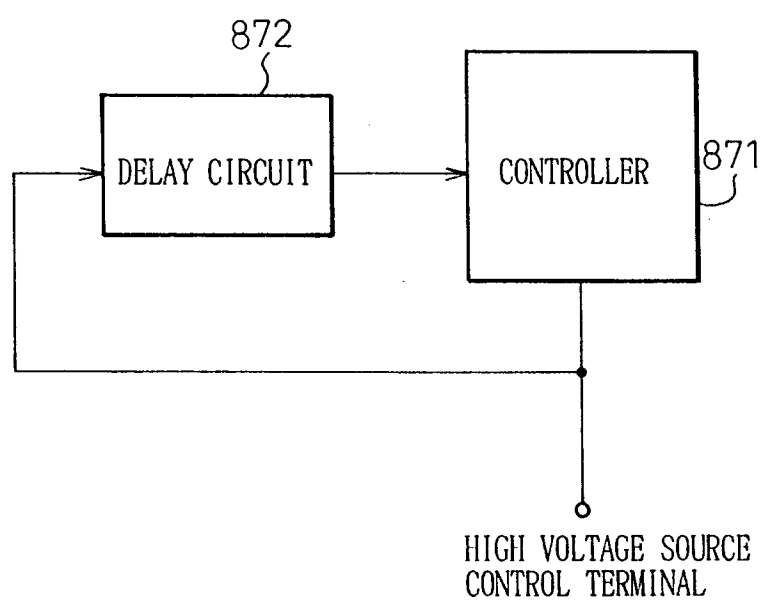 872
DELAY CIRCUIT
CONTROLLER
871
HIGH VOLTAGE SOURCE
CONTROL TERMINAL